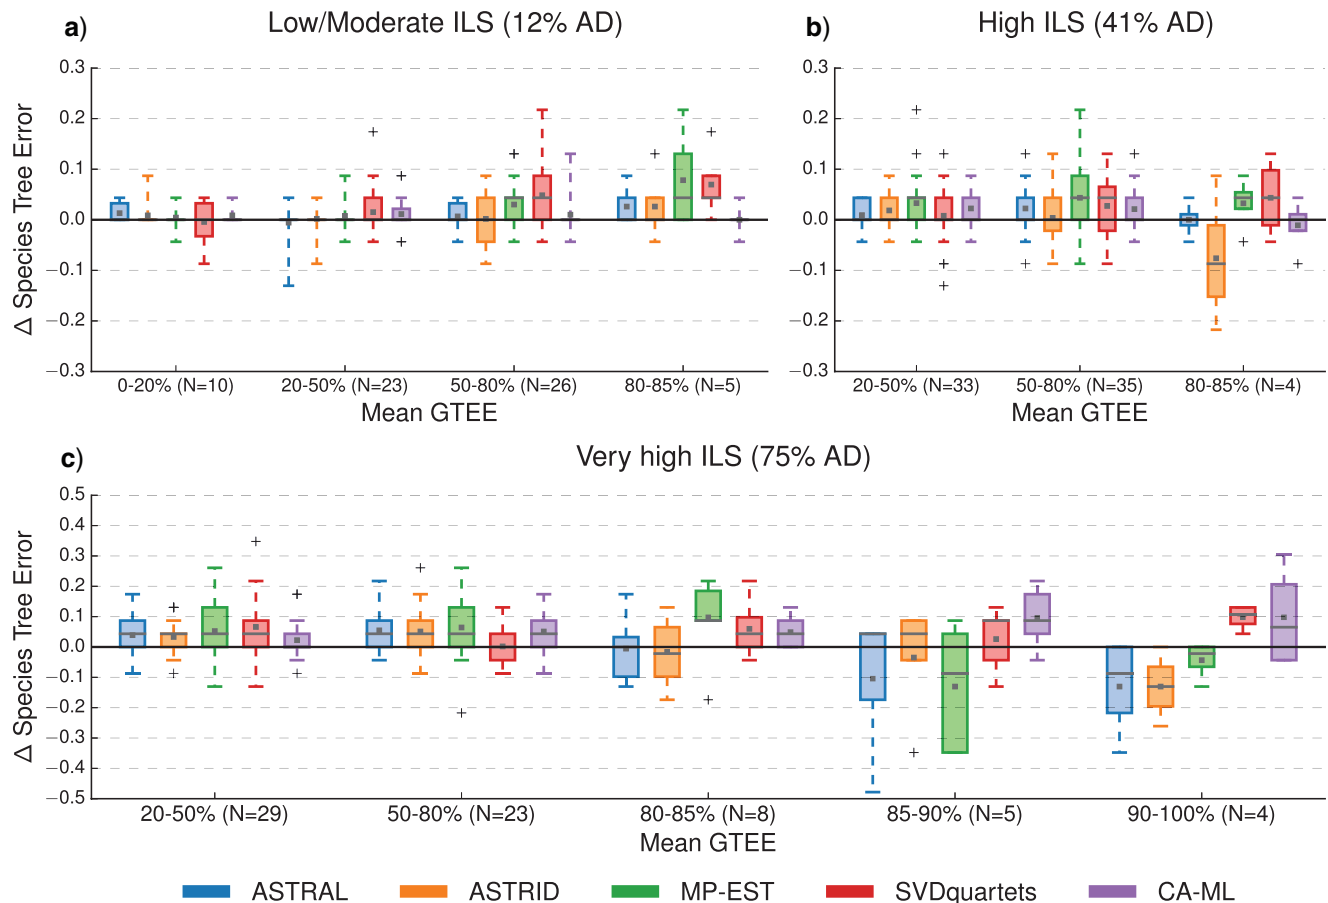 a) Low/Moderate ILS (12% AD)
b) High ILS (41% AD)
Δ Species Tree Error
0.3
0.2
0.1
0.0
−0.1
−0.2
−0.3
0-20% (N=10) 20-50% (N=23) 50-80% (N=26) 80-85% (N=5)
Mean GTEE
0.3
0.2
0.1
0.0
−0.1
−0.2
−0.3
20-50% (N=33) 50-80% (N=35) 80-85% (N=4)
Mean GTEE
c) Very high ILS (75% AD)
Δ Species Tree Error
0.5
0.4
0.3
0.2
0.1
0.0
−0.1
−0.2
−0.3
−0.4
−0.5
20-50% (N=29) 50-80% (N=23) 80-85% (N=8) 85-90% (N=5) 90-100% (N=4)
Mean GTEE
ASTRAL ASTRID MP-EST SVDquartets CA-ML